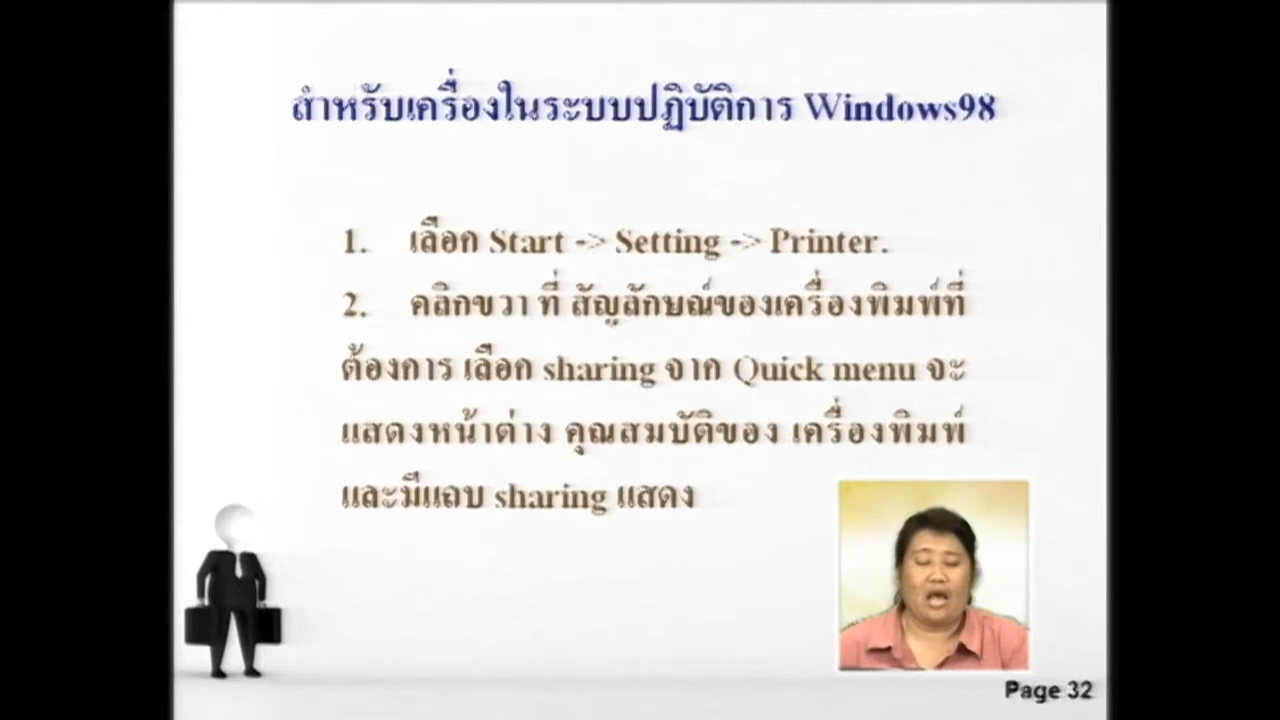 สำหรับเครื่องในระบบปฏิบัติการ Windows98
1. เลือก Start -> Setting -> Printer.
2. คลิกขวา ที่ สัญลักษณ์ของเครื่องพิมพ์ที่
ต้องการ เลือก sharing จาก Quick menu จะ
แสดงหน้าต่าง คุณสมบัติของ เครื่องพิมพ์
และมีแถบ sharing แสดง
Page 32